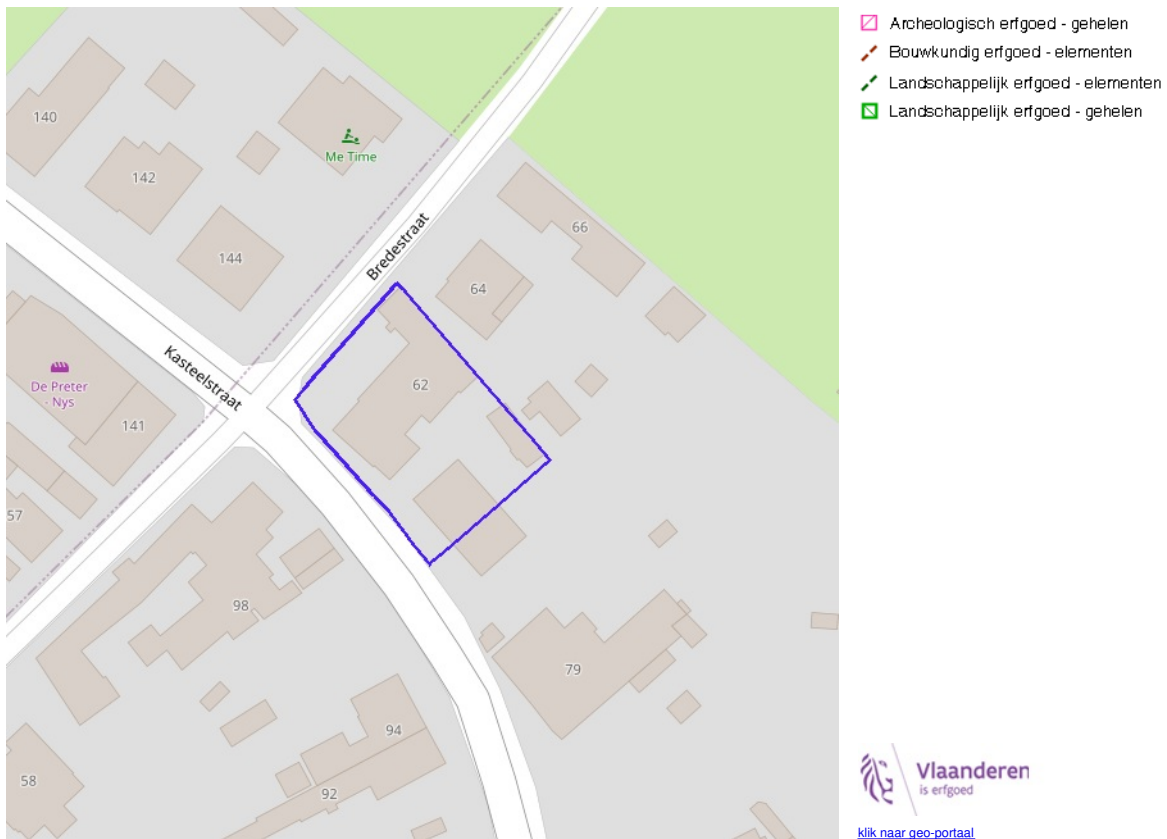 140
142
Me Time
144
Bredestraat
66
64
Kasteelstraat
De Preter
- Nys
62
141
57
98
79
94
92
58
Archeologisch erfgoed - gehelen
Bouwkundig erfgoed - elementen
Landschappelijk erfgoed - elementen
Landschappelijk erfgoed - gehelen
Vlaanderen
is erfgoed
klik naar geo-portaal